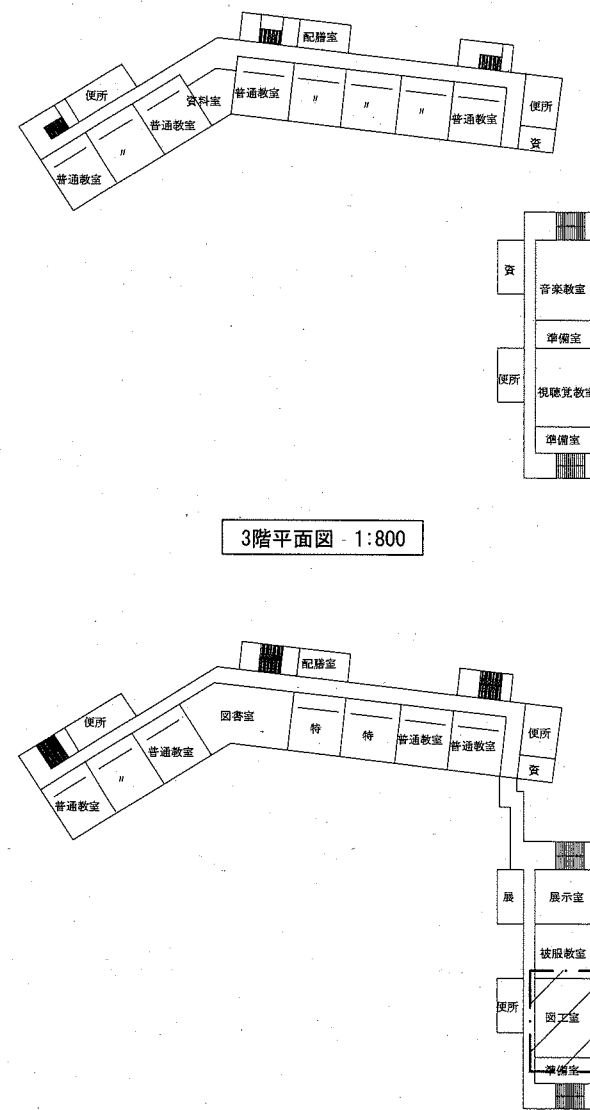 配膳室
便所
資料室
普通教室
〃
〃
〃
普通教室
便所
資
普通教室
〃
普通教室
資
音楽教室
準備室
便所
視聴覚教室
準備室
3階平面図 - 1:800
配膳室
便所
図書室
特
特
普通教室
普通教室
便所
資
普通教室
〃
普通教室
展
展示室
被服教室
便所
図工室
準備室